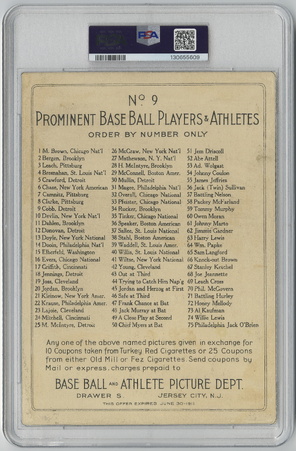 PSA
130655609
Nº 9
PROMINENT BASE BALL PLAYERS & ATHLETES
ORDER BY NUMBER ONLY
1 M. Brown, Chicago Nat'l
2 Bergen, Brooklyn
3 Leach, Pittsburg
4 Bresnahan, St. Louis Nat'l
5 Crawford, Detroit
6 Chase, New York American
7 Camnitz, Pittsburg
8 Clarke, Pittsburg
9 Cobb, Detroit
10 Devlin, New York Nat'l
11 Dahlen, Brooklyn
12 Donovan, Detroit
13 Doyle, New York National
14 Dooin, Philadelphia Nat'l
15 Elberfeld, Washington
16 Evers, Chicago National
17 Griffith, Cincinnati
18 Jennings, Detroit
19 Joss, Cleveland
20 Jordan, Brooklyn
21 Kleinow, New York Amer.
22 Krause, Philadelphia Amer.
23 Lajoie, Cleveland
24 Mitchell, Cincinnati
25 M. McIntyre, Detroit
26 McGraw, New York Nat'l
27 Mathewson, N. Y. Nat'l
28 H. McIntyre, Brooklyn
29 McConnell, Boston Amer.
30 Mullin, Detroit
31 Magee, Philadelphia Nat'l
32 Overall, Chicago National
33 Pfeister, Chicago National
34 Rucker, Brooklyn
35 Tinker, Chicago National
36 Speaker, Boston American
37 Sallee, St. Louis National
38 Stahl, Boston American
39 Waddell, St. Louis Amer.
40 Willis, St. Louis National
41 Wiltse, New York National
42 Young, Cleveland
43 Out at Third
44 Trying to Catch Him Nap'g
45 Jordan and Herzog at First
46 Safe at Third
47 Frank Chance at Bat
48 Jack Murray at Bat
49 A Close Play at Second
50 Chief Myers at Bat
51 Jem Driscoll
52 Abe Attell
53 Ad. Wolgast
54 Johnny Coulon
55 James Jeffries
56 Jack (Twin) Sullivan
57 Battling Nelson
58 Packey McFarland
59 Tommy Murphy
60 Owen Moran
61 Johnny Marto
62 Jimmie Gardner
63 Harry Lewis
64 Wm. Papke
65 Sam Langford
66 Knock-out Brown
67 Stanley Ketchel
68 Joe Jeannette
69 Leach Cross
70 Phil. McGovern
71 Battling Hurley
72 Honey Mellody
73 Al Kaufman
74 Willie Lewis
75 Philadelphia Jack O'Brien
Any one of the above named pictures given in exchange for
10 Coupons taken from Turkey Red Cigarettes or 25 Coupons
from either Old Mill or Fez Cigarettes Send coupons by
Mail or express, charges prepaid to
BASE BALL AND ATHLETE PICTURE DEPT.
DRAWER S. JERSEY CITY, N.J.
THIS OFFER EXPIRES JUNE 30-1911